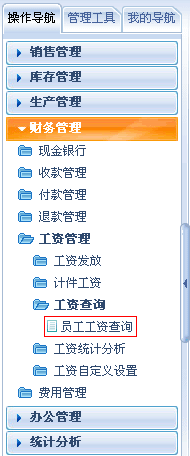 操作导航 管理工具 我的导航
销售管理
库存管理
生产管理
财务管理
现金银行
收款管理
付款管理
退款管理
工资管理
工资发放
计件工资
工资查询
员工工资查询
工资统计分析
工资自定义设置
费用管理
办公管理
统计分析